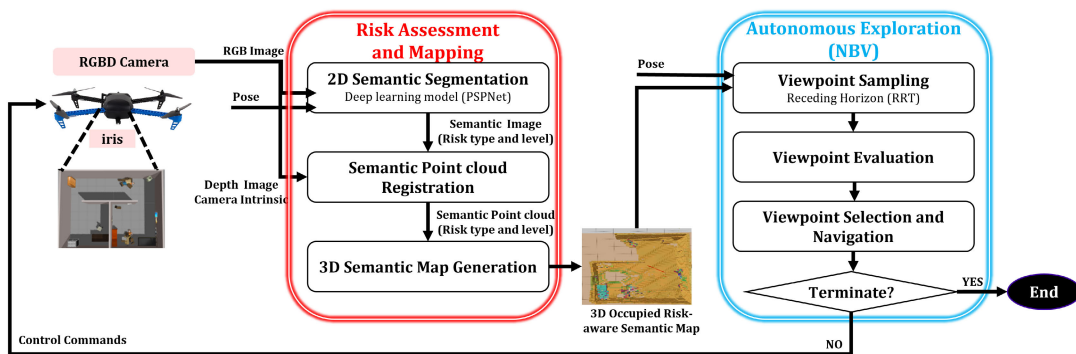 RGBD Camera
iris
RGB Image
Pose
Depth Image
Camera Intrinsic
Risk Assessment
and Mapping
2D Semantic Segmentation
Deep learning model (PSPNet)
Semantic Image
(Risk type and level)
Semantic Point cloud
Registration
Semantic Point cloud
(Risk type and level)
3D Semantic Map Generation
3D Occupied Risk-
aware Semantic Map
Pose
Autonomous Exploration
(NBV)
Viewpoint Sampling
Receding Horizon (RRT)
Viewpoint Evaluation
Viewpoint Selection and
Navigation
Terminate?
YES
End
NO
Control Commands